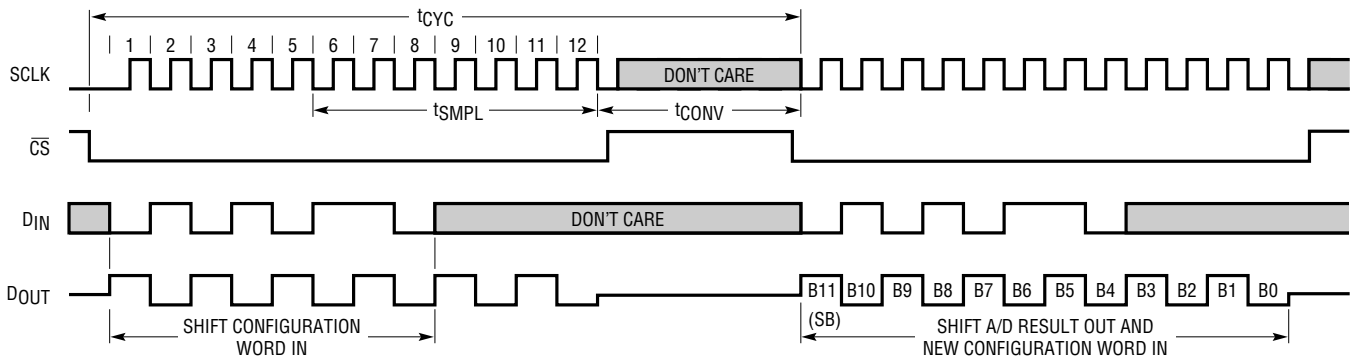 tCYC
1 2 3 4 5 6 7 8 9 10 11 12
SCLK
DON'T CARE
tSMPL
tCONV
CS
DIN
DON'T CARE
DOUT
B11 B10 B9 B8 B7 B6 B5 B4 B3 B2 B1 B0
(SB)
SHIFT CONFIGURATION
WORD IN
SHIFT A/D RESULT OUT AND
NEW CONFIGURATION WORD IN